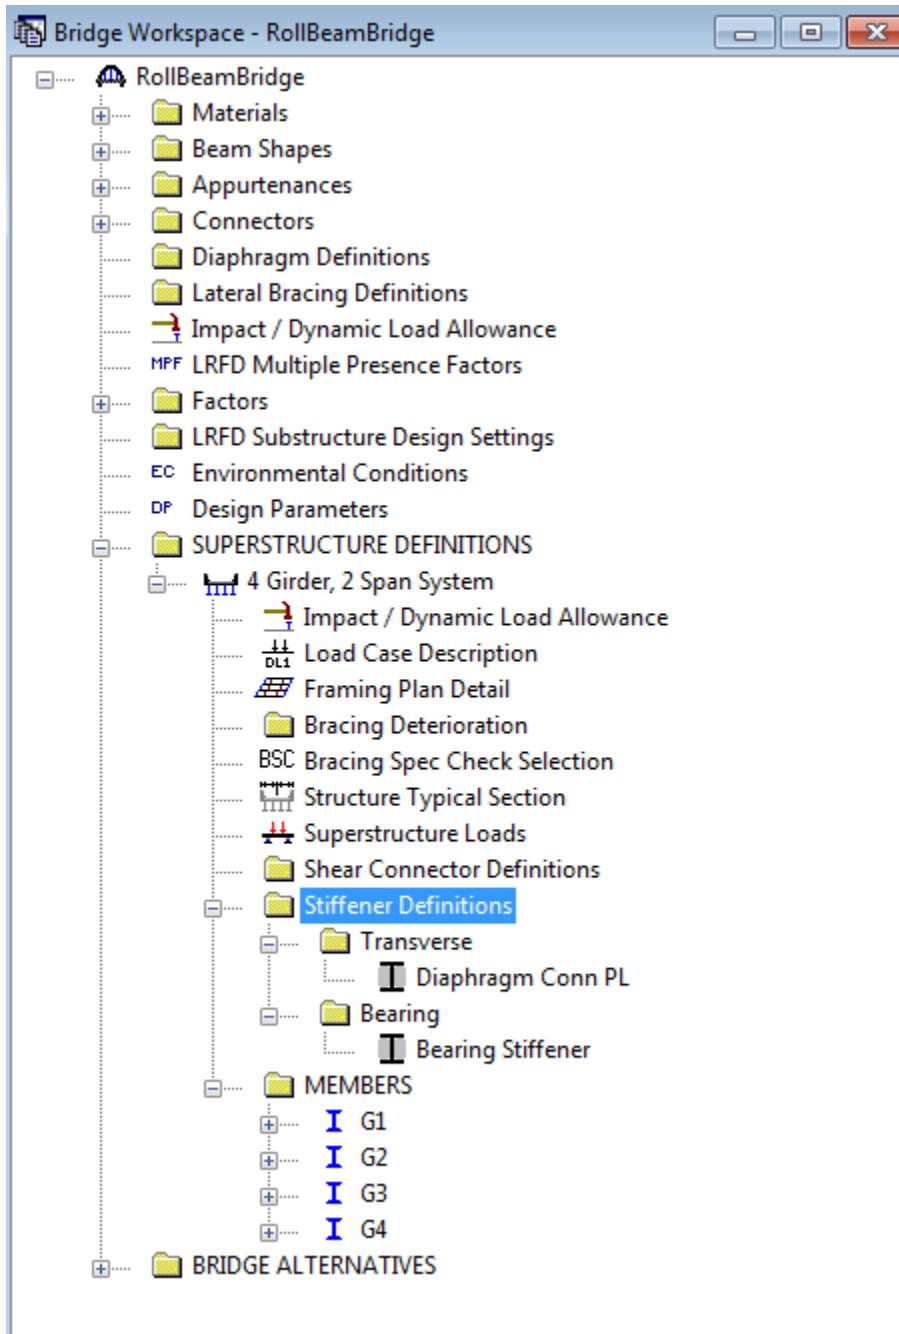 Bridge Workspace - RollBeamBridge
RollBeamBridge
Materials
Beam Shapes
Appurtenances
Connectors
Diaphragm Definitions
Lateral Bracing Definitions
Impact / Dynamic Load Allowance
MPF LRFD Multiple Presence Factors
Factors
LRFD Substructure Design Settings
EC Environmental Conditions
DP Design Parameters
SUPERSTRUCTURE DEFINITIONS
4 Girder, 2 Span System
Impact / Dynamic Load Allowance
DL1 Load Case Description
Framing Plan Detail
Bracing Deterioration
BSC Bracing Spec Check Selection
Structure Typical Section
Superstructure Loads
Shear Connector Definitions
Stiffener Definitions
Transverse
Diaphragm Conn PL
Bearing
Bearing Stiffener
MEMBERS
G1
G2
G3
G4
BRIDGE ALTERNATIVES